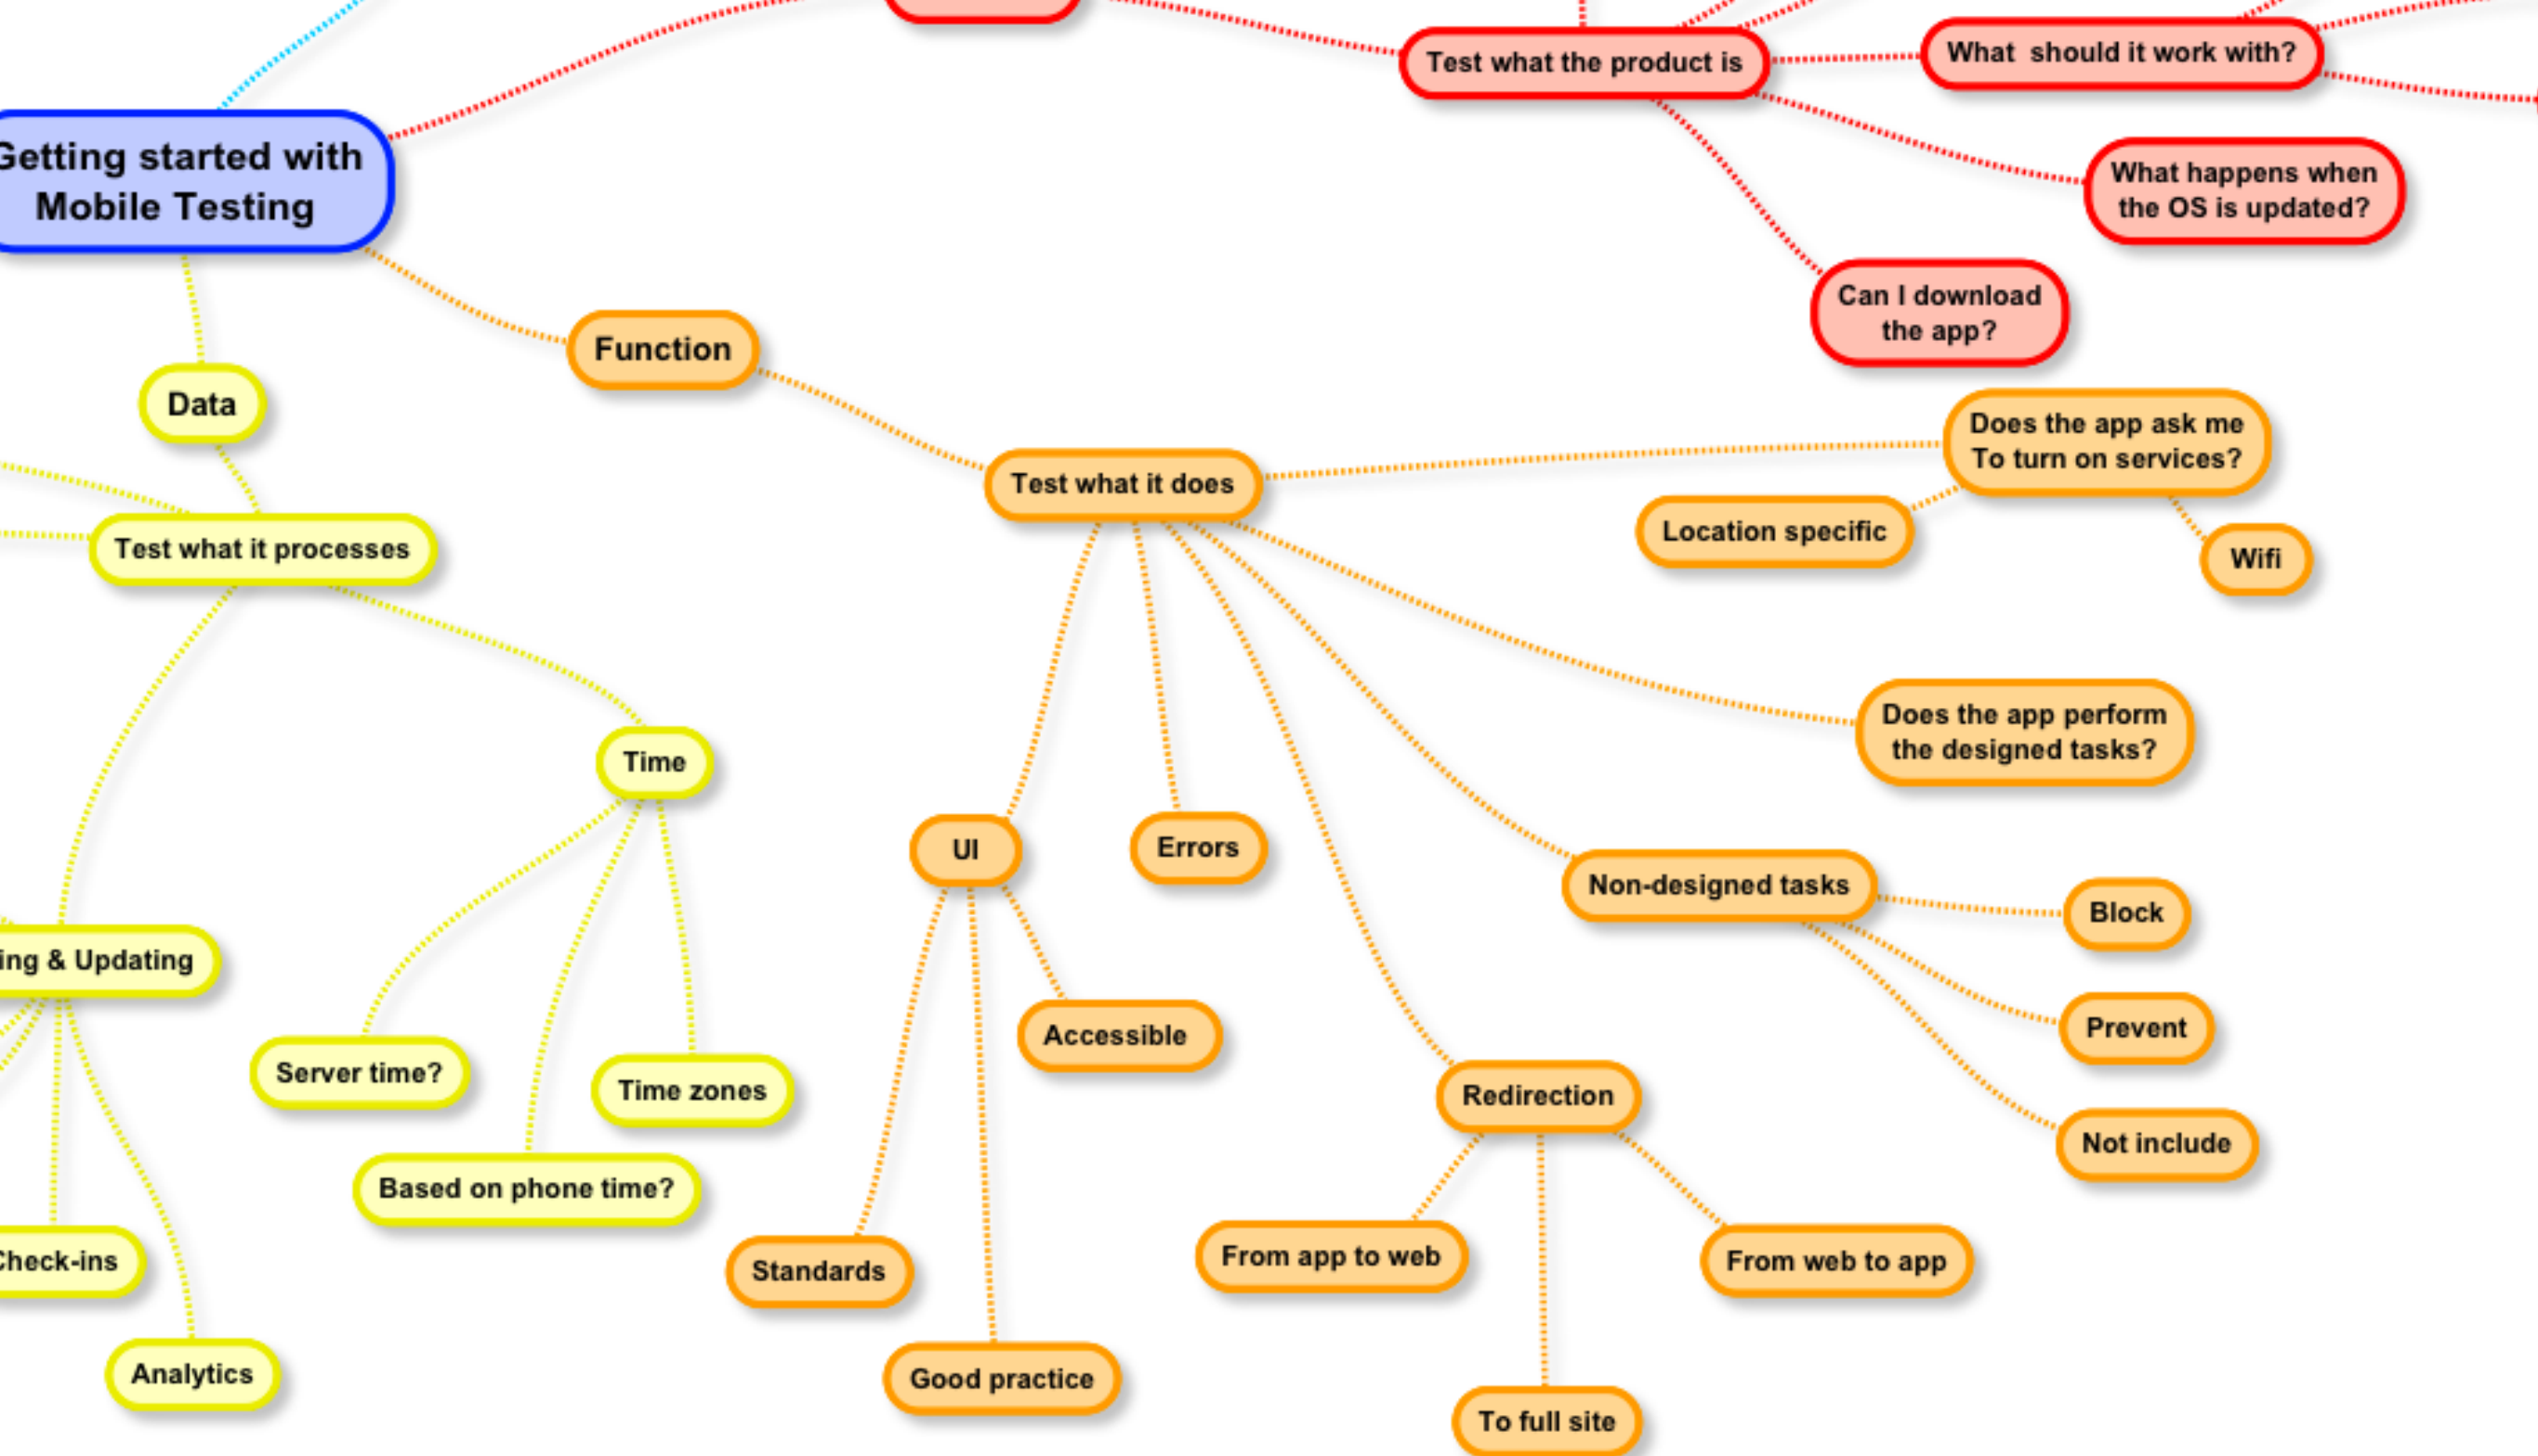 Getting started with
Mobile Testing
Test what the product is
What  should it work with?
What happens when
the OS is updated?
Can I download
the app?
Function
Data
Test what it does
Does the app ask me
To turn on services?
Location specific
Wifi
Test what it processes
Does the app perform
the designed tasks?
Time
UI
Errors
Non-designed tasks
Block
Prevent
Not include
ing & Updating
Accessible
Server time?
Time zones
Based on phone time?
Redirection
From app to web
From web to app
To full site
Standards
Good practice
Check-ins
Analytics